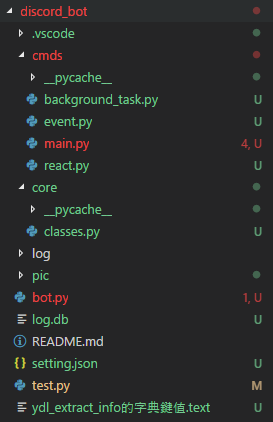 discord_bot
.vscode
cmds
__pycache__
background_task.py U
event.py U
main.py 4, U
react.py U
core
__pycache__
classes.py U
log
pic
bot.py 1, U
log.db U
README.md
setting.json U
test.py M
ydl_extract_info的字典鍵值.text U